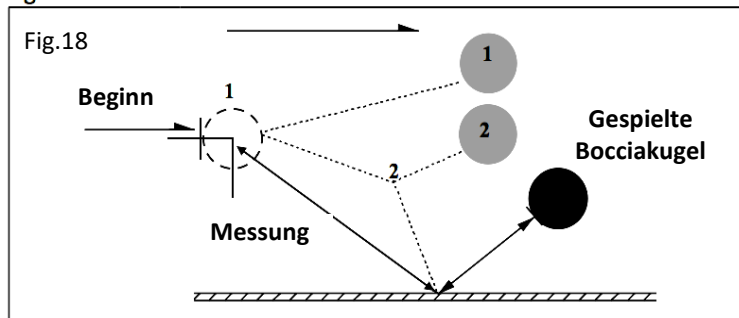 Fig.18
1
1
Beginn
2
2
Gespielte
Bocciakugel
Messung